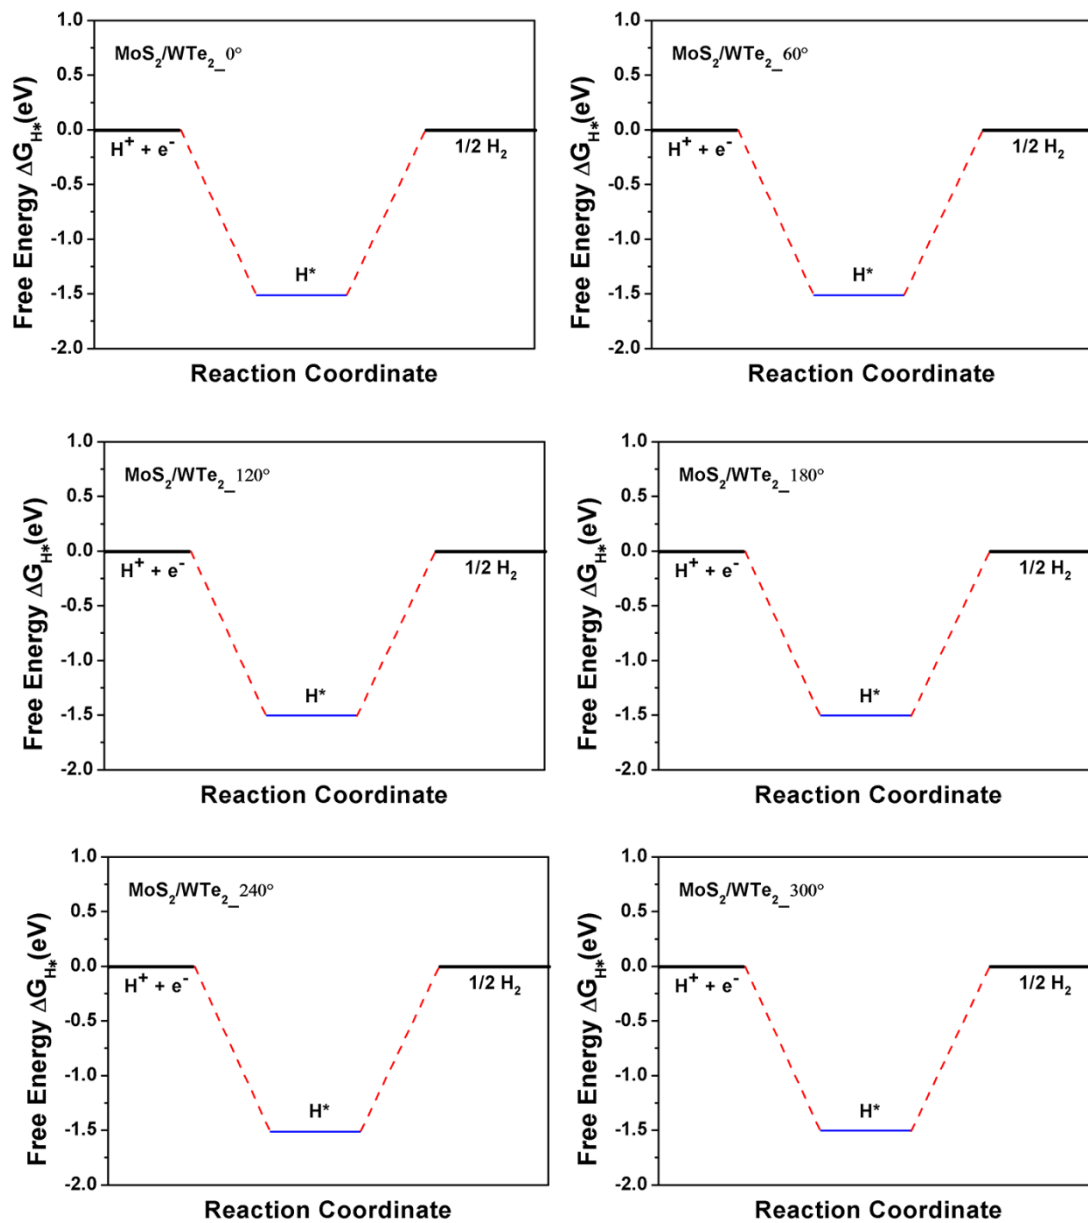 MoS₂/WTe₂_0°
Free Energy ΔG_H*(eV)
1.0
0.5
0.0
-0.5
-1.0
-1.5
-2.0
H⁺ + e⁻
H*
1/2 H₂
Reaction Coordinate
MoS₂/WTe₂_60°
Free Energy ΔG_H*(eV)
1.0
0.5
0.0
-0.5
-1.0
-1.5
-2.0
H⁺ + e⁻
H*
1/2 H₂
Reaction Coordinate
MoS₂/WTe₂_120°
Free Energy ΔG_H*(eV)
1.0
0.5
0.0
-0.5
-1.0
-1.5
-2.0
H⁺ + e⁻
H*
1/2 H₂
Reaction Coordinate
MoS₂/WTe₂_180°
Free Energy ΔG_H*(eV)
1.0
0.5
0.0
-0.5
-1.0
-1.5
-2.0
H⁺ + e⁻
H*
1/2 H₂
Reaction Coordinate
MoS₂/WTe₂_240°
Free Energy ΔG_H*(eV)
1.0
0.5
0.0
-0.5
-1.0
-1.5
-2.0
H⁺ + e⁻
H*
1/2 H₂
Reaction Coordinate
MoS₂/WTe₂_300°
Free Energy ΔG_H*(eV)
1.0
0.5
0.0
-0.5
-1.0
-1.5
-2.0
H⁺ + e⁻
H*
1/2 H₂
Reaction Coordinate